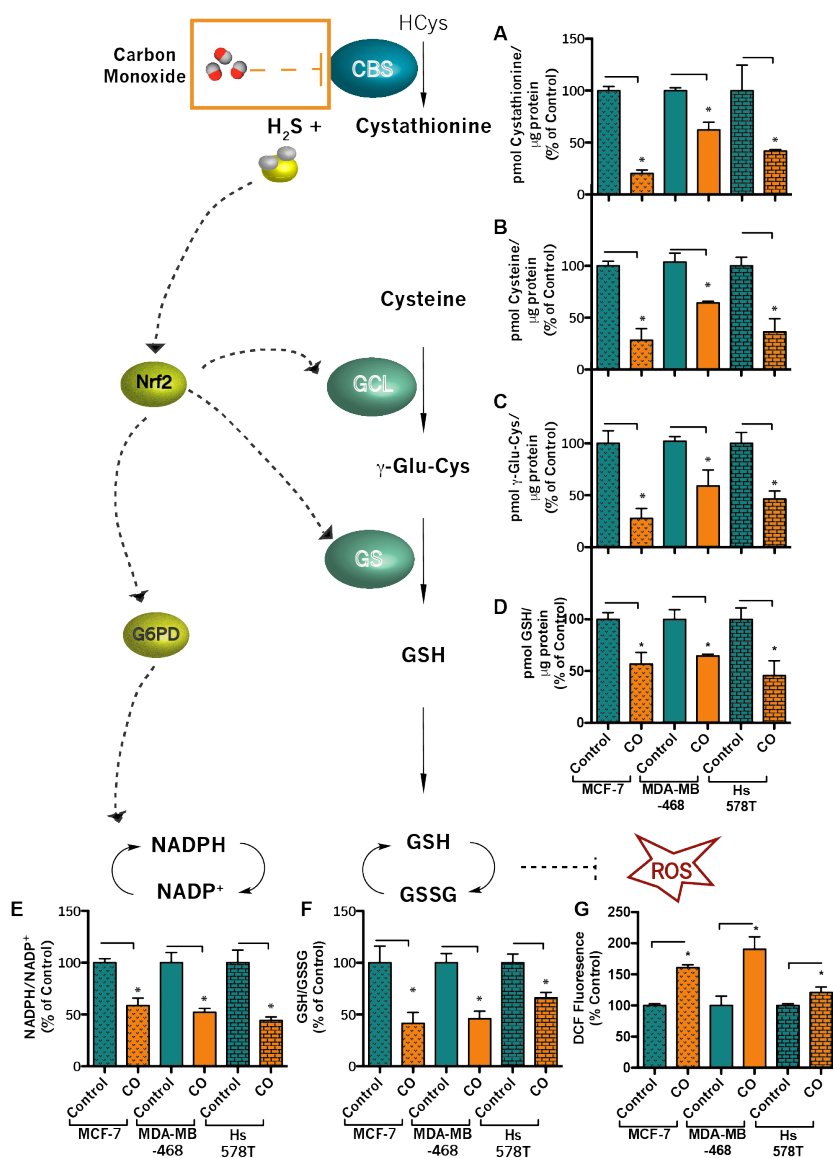 HCys
Carbon
Monoxide
CBS
H2S +
Cystathionine
Cysteine
Nrf2
GCL
γ-Glu-Cys
GS
G6PD
GSH
NADPH
NADP+
GSH
GSSG
ROS
A
pmol Cystathionine/
µg protein
(% of Control)
150
100
50
0
*
*
*
B
pmol Cysteine/
µg protein
(% of Control)
100
50
0
*
*
*
C
pmol γ-Glu-Cys/
µg protein
(% of Control)
100
50
0
*
*
*
D
pmol GSH/
µg protein
(% of Control)
100
50
0
*
*
*
Control
CO
Control
CO
Control
CO
MCF-7
MDA-MB
-468
Hs
578T
E
NADPH/NADP+
(% of Control)
150
100
50
0
*
*
*
Control
CO
Control
CO
Control
CO
MCF-7
MDA-MB
-468
Hs
578T
F
GSH/GSSG
(% of Control)
150
100
50
0
*
*
*
Control
CO
Control
CO
Control
CO
MCF-7
MDA-MB
-468
Hs
578T
G
DCF Fluoresence
(% Control)
250
200
150
100
50
0
*
*
*
Control
CO
Control
CO
Control
CO
MCF-7
MDA-MB
-468
Hs
578T